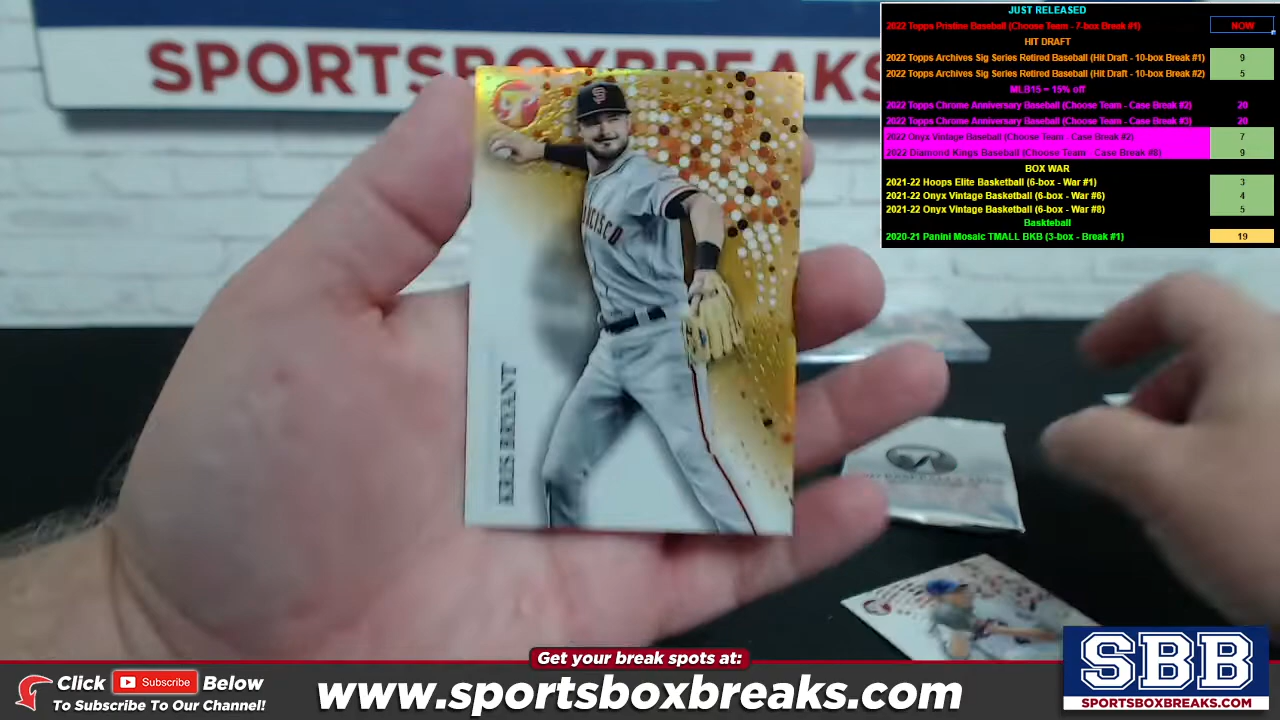 SPORTSBOXBREAKS
JUST RELEASED
2022 Topps Pristine Baseball (Choose Team - 7-box Break #1) NOW
HIT DRAFT
2022 Topps Archives Sig Series Retired Baseball (Hit Draft - 10-box Break #1) 9
2022 Topps Archives Sig Series Retired Baseball (Hit Draft - 10-box Break #2) 5
MLB15 = 15% off
2022 Topps Chrome Anniversary Baseball (Choose Team - Case Break #2) 20
2022 Topps Chrome Anniversary Baseball (Choose Team - Case Break #3) 20
2022 Onyx Vintage Baseball (Choose Team - Case Break #2) 7
2022 Diamond Kings Baseball (Choose Team - Case Break #8) 9
BOX WAR
2021-22 Hoops Elite Basketball (6-box - War #1) 3
2021-22 Onyx Vintage Basketball (6-box - War #6) 4
2021-22 Onyx Vintage Basketball (6-box - War #8) 5
Baskteball
2020-21 Panini Mosaic TMALL BKB (3-box - Break #1) 19
KRIS BRYANT
Get your break spots at:
Click Subscribe Below
To Subscribe To Our Channel!
www.sportsboxbreaks.com
SBB
SPORTSBOXBREAKS.COM